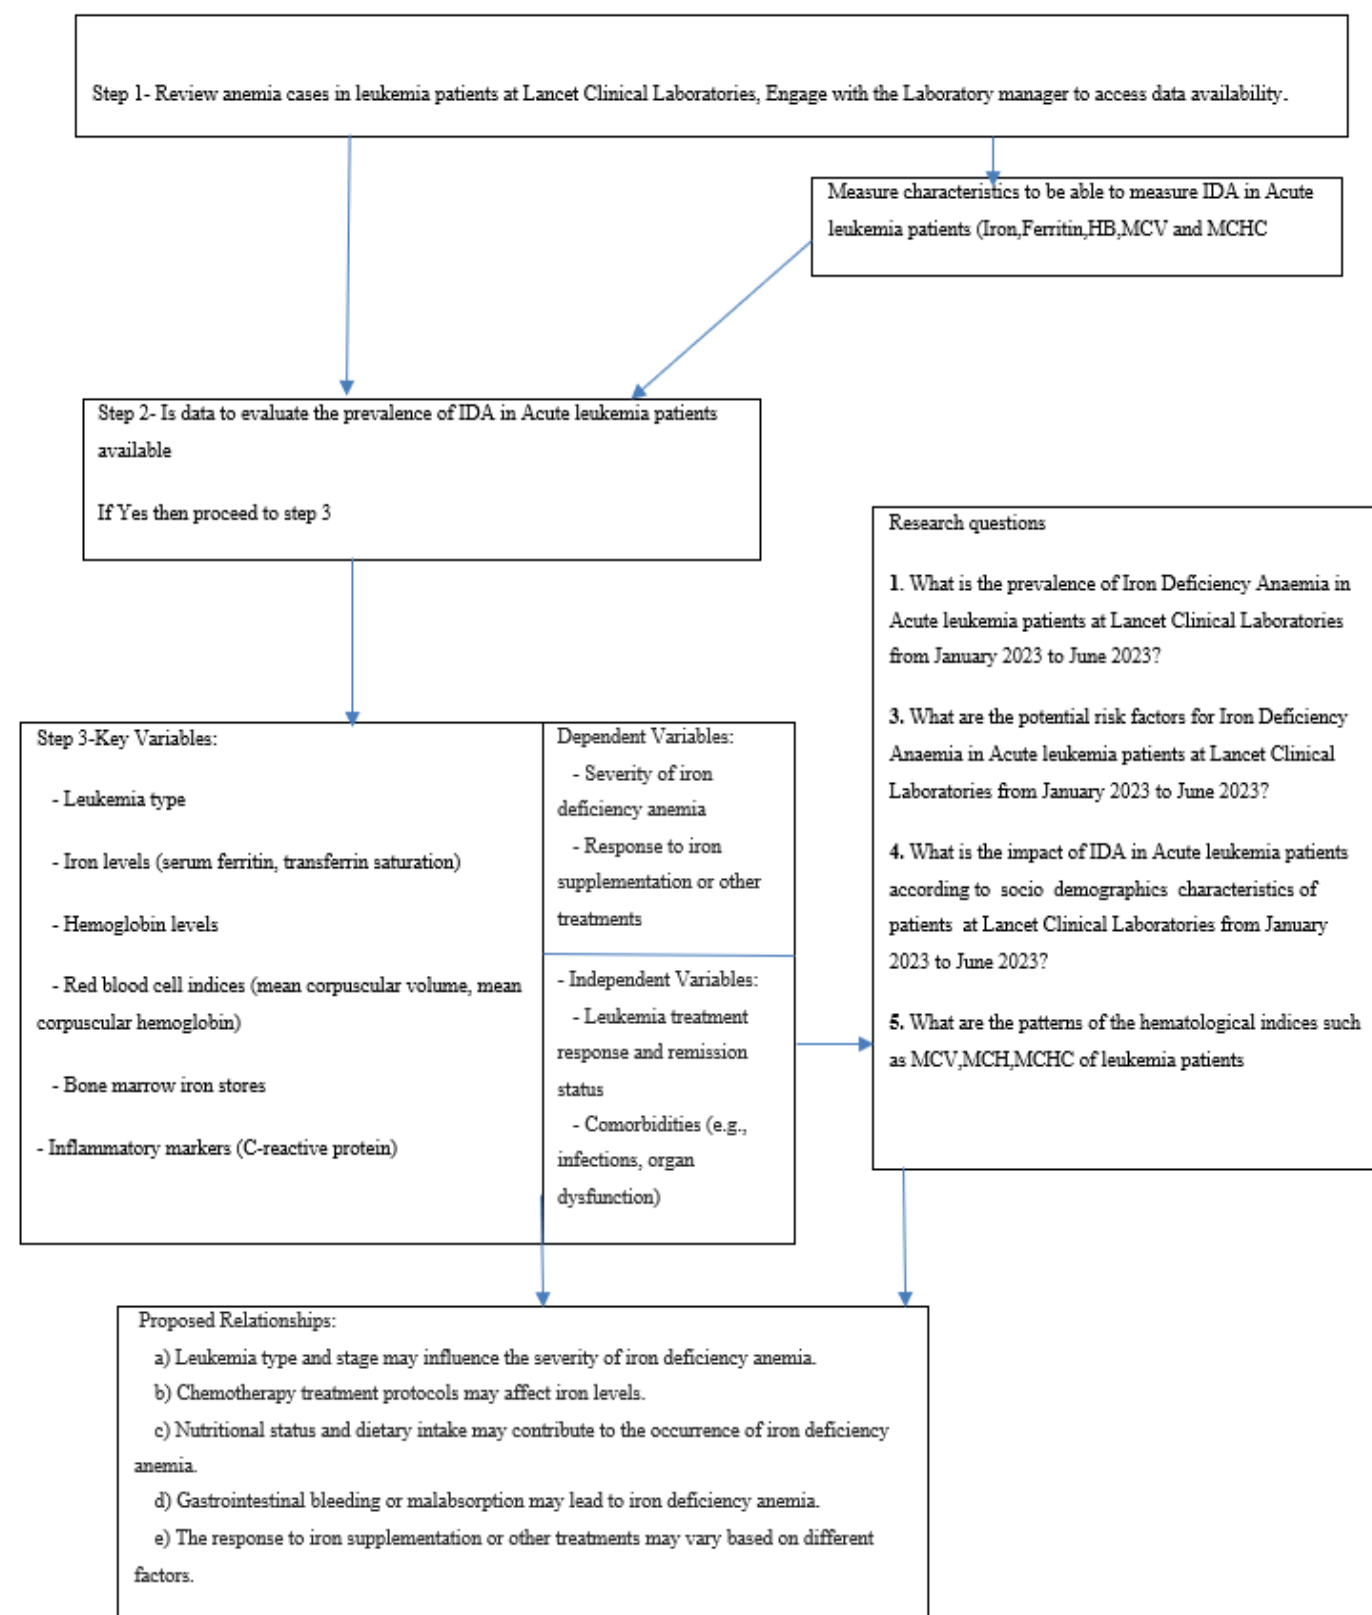 Step 1- Review anemia cases in leukemia patients at Lancet Clinical Laboratories, Engage with the Laboratory manager to access data availability.
Measure characteristics to be able to measure IDA in Acute
leukemia patients (Iron,Ferritin,HB,MCV and MCHC
Step 2- Is data to evaluate the prevalence of IDA in Acute leukemia patients
available
If Yes then proceed to step 3
Step 3-Key Variables:
- Leukemia type
- Iron levels (serum ferritin, transferrin saturation)
- Hemoglobin levels
- Red blood cell indices (mean corpuscular volume, mean
corpuscular hemoglobin)
- Bone marrow iron stores
- Inflammatory markers (C-reactive protein)
Dependent Variables:
- Severity of iron
deficiency anemia
- Response to iron
supplementation or other
treatments
- Independent Variables:
- Leukemia treatment
response and remission
status
- Comorbidities (e.g.,
infections, organ
dysfunction)
Research questions
1. What is the prevalence of Iron Deficiency Anaemia in
Acute leukemia patients at Lancet Clinical Laboratories
from January 2023 to June 2023?
3. What are the potential risk factors for Iron Deficiency
Anaemia in Acute leukemia patients at Lancet Clinical
Laboratories from January 2023 to June 2023?
4. What is the impact of IDA in Acute leukemia patients
according to socio demographics characteristics of
patients at Lancet Clinical Laboratories from January
2023 to June 2023?
5. What are the patterns of the hematological indices such
as MCV,MCH,MCHC of leukemia patients
Proposed Relationships:
a) Leukemia type and stage may influence the severity of iron deficiency anemia.
b) Chemotherapy treatment protocols may affect iron levels.
c) Nutritional status and dietary intake may contribute to the occurrence of iron deficiency
anemia.
d) Gastrointestinal bleeding or malabsorption may lead to iron deficiency anemia.
e) The response to iron supplementation or other treatments may vary based on different
factors.